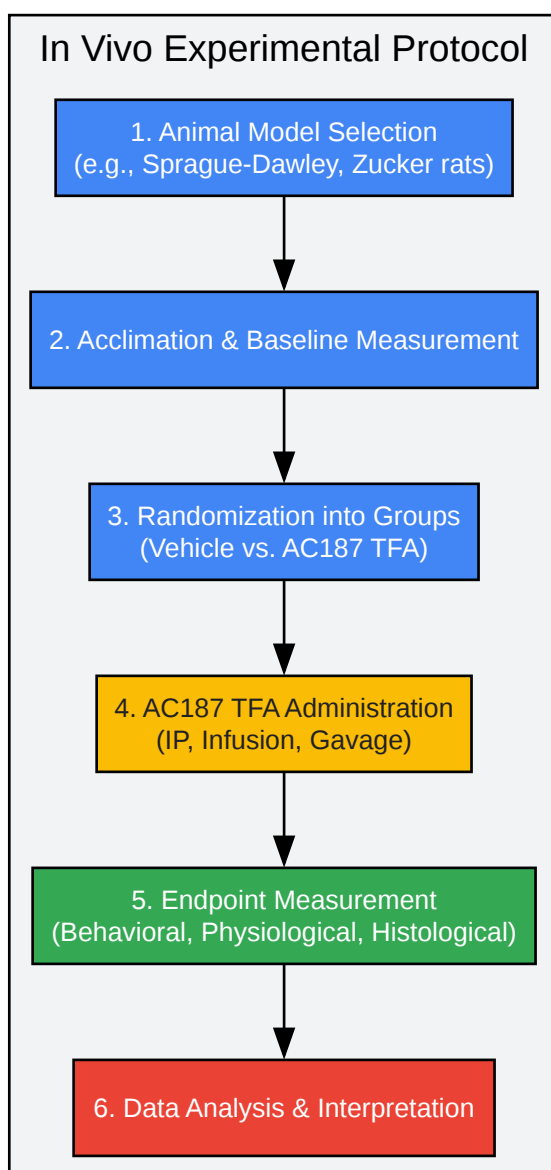 In Vivo Experimental Protocol
1. Animal Model Selection
(e.g., Sprague-Dawley, Zucker rats)
2. Acclimation & Baseline Measurement
3. Randomization into Groups
(Vehicle vs. AC187 TFA)
4. AC187 TFA Administration
(IP, Infusion, Gavage)
5. Endpoint Measurement
(Behavioral, Physiological, Histological)
6. Data Analysis & Interpretation